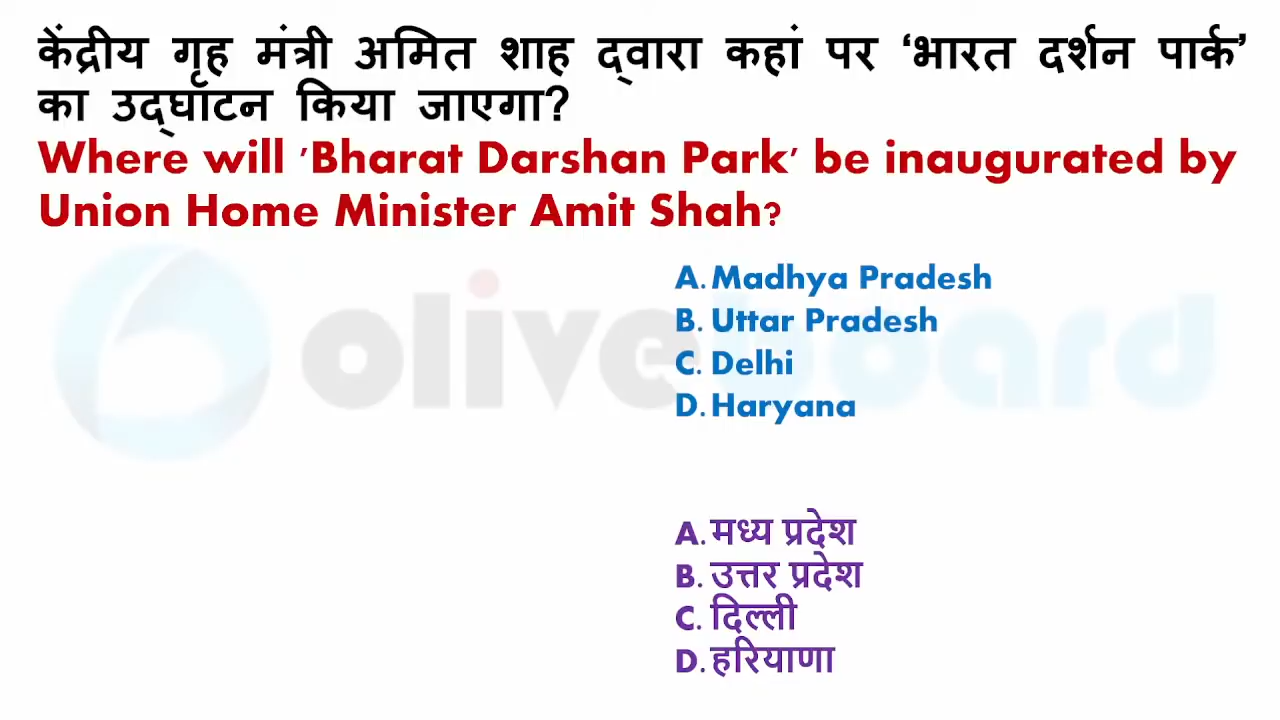 केंद्रीय गृह मंत्री अमित शाह द्वारा कहां पर ‘भारत दर्शन पार्क’
का उद्घाटन किया जाएगा?
Where will 'Bharat Darshan Park' be inaugurated by
Union Home Minister Amit Shah?
oliveboard
A. Madhya Pradesh
B. Uttar Pradesh
C. Delhi
D. Haryana
A. मध्य प्रदेश
B. उत्तर प्रदेश
C. दिल्ली
D. हरियाणा